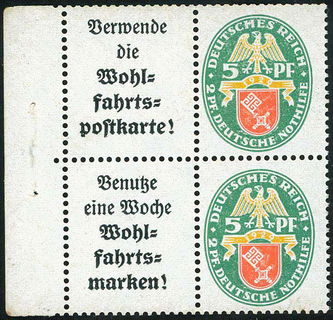 Verwende
die
Wohl-
fahrts-
postkarte!
DEUTSCHES REICH
5 PF
2 PF DEUTSCHE NOTHILFE
Benutze
eine Woche
Wohl-
fahrts-
marken!
DEUTSCHES REICH
5 PF
2 PF DEUTSCHE NOTHILFE